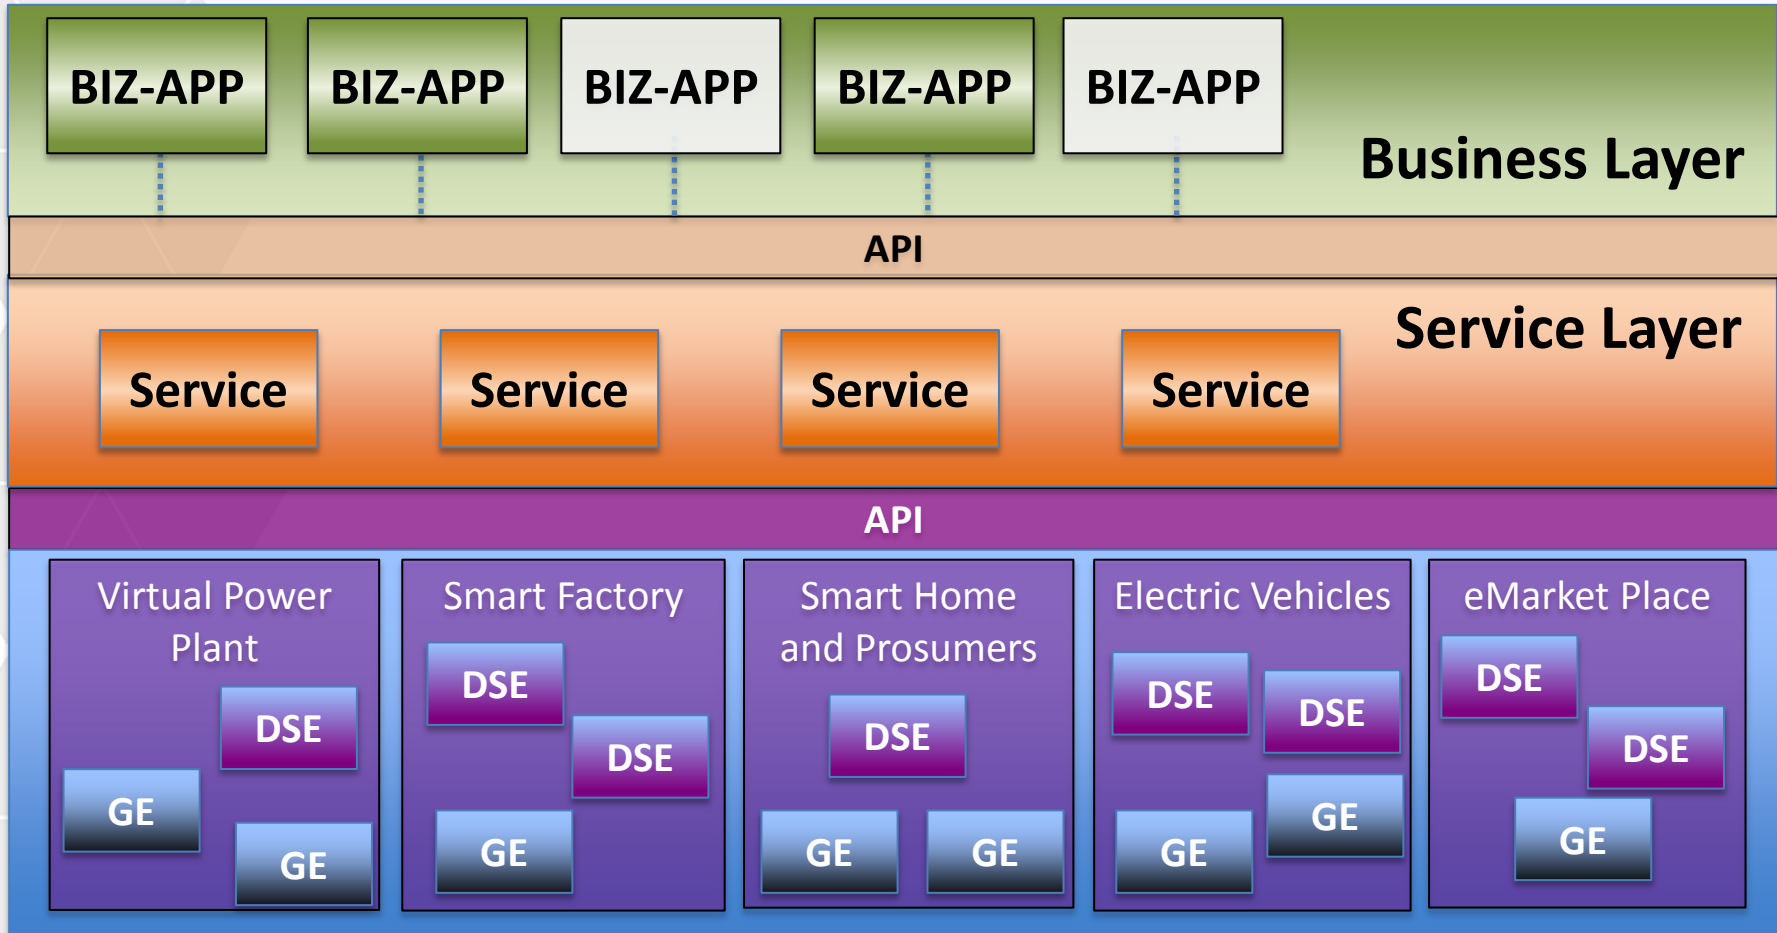 BIZ-APP
BIZ-APP
BIZ-APP
BIZ-APP
BIZ-APP
Business Layer
API
Service Layer
Service
Service
Service
Service
API
Virtual Power
Plant
DSE
GE
GE
Smart Factory
DSE
DSE
GE
Smart Home
and Prosumers
DSE
GE
GE
Electric Vehicles
DSE
DSE
GE
GE
eMarket Place
DSE
DSE
GE